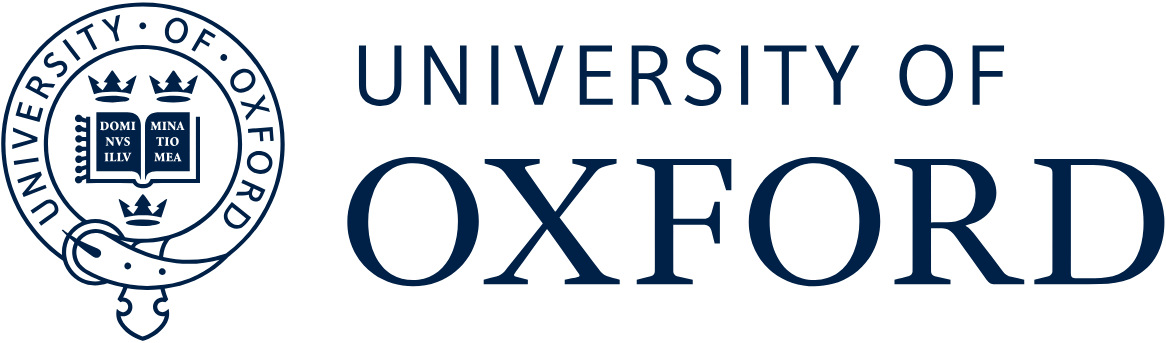 UNIVERSITY · OF · OXFORD
DOMI
NVS
ILLV
MINA
TIO
MEA
UNIVERSITY OF
OXFORD